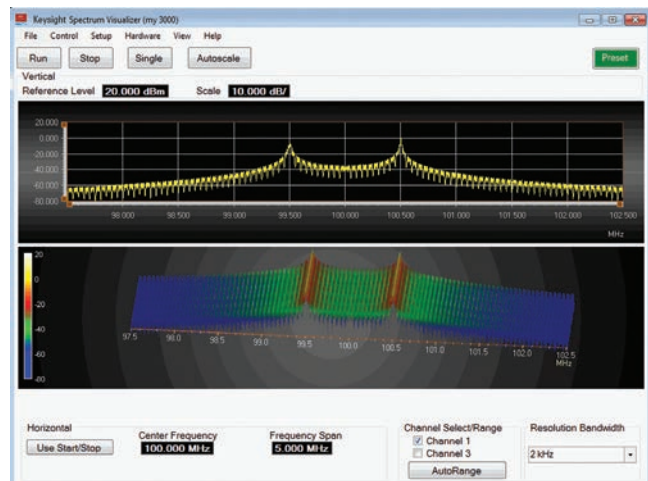 Keysight Spectrum Visualizer (my 3000)
File Control Setup Hardware View Help
Run Stop Single Autoscale Preset
Vertical
Reference Level 20.000 dBm Scale 10.000 dB/
20.000
0.000
-20.000
-40.000
-60.000
-80.000
98.000 98.500 99.000 99.500 100.000 100.500 101.000 101.500 102.000 102.500
MHz
20
0
-20
-40
-60
-80
97.5 98.0 98.5 99.0 99.5 100.0 100.5 101.0 101.5 102.0 102.5
MHz
Horizontal
Use Start/Stop
Center Frequency
100.000 MHz
Frequency Span
5.000 MHz
Channel Select/Range
Channel 1
Channel 3
AutoRange
Resolution Bandwidth
2 kHz